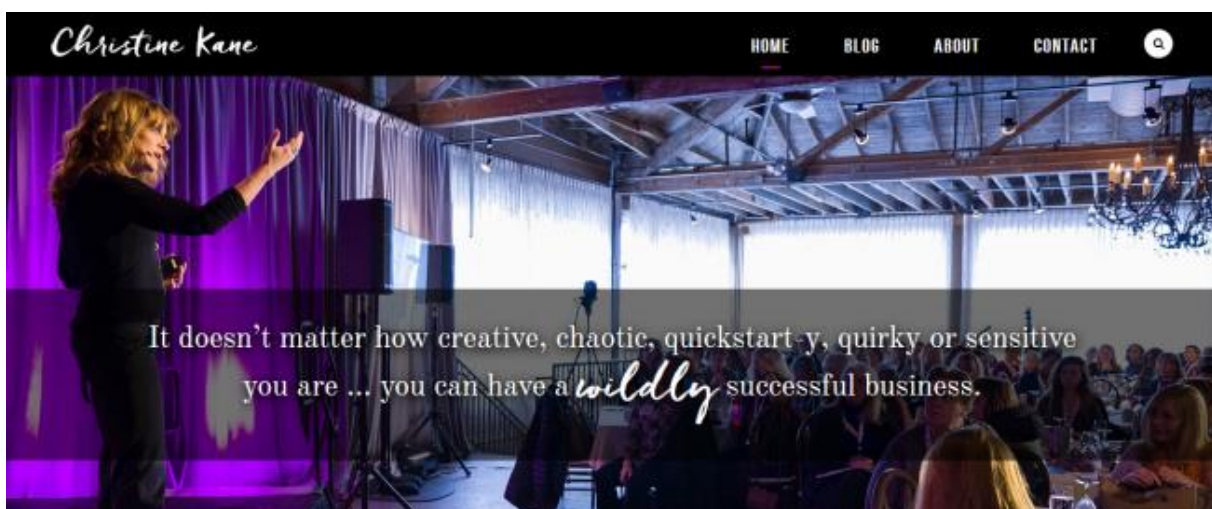 Christine Kane
HOME BLOG ABOUT CONTACT
It doesn't matter how creative, chaotic, quickstart-y, quirky or sensitive
you are ... you can have a wildly successful business.